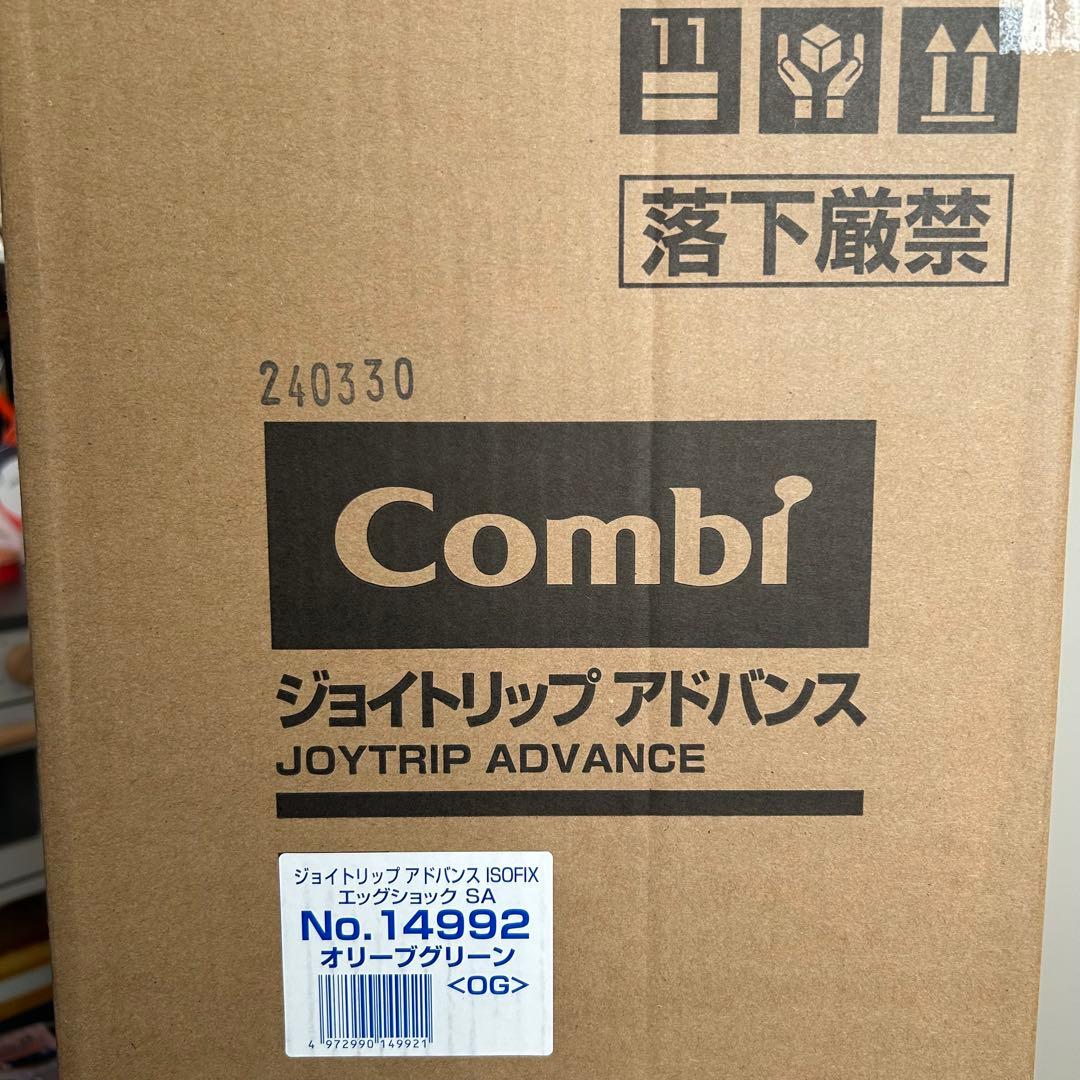 11
落下厳禁
240330
Combi
ジョイトリップ アドバンス
JOYTRIP ADVANCE
ジョイトリップ アドバンス ISOFIX
エッグショック SA
No.14992
オリーブグリーン
<OG>
4 972990 149921